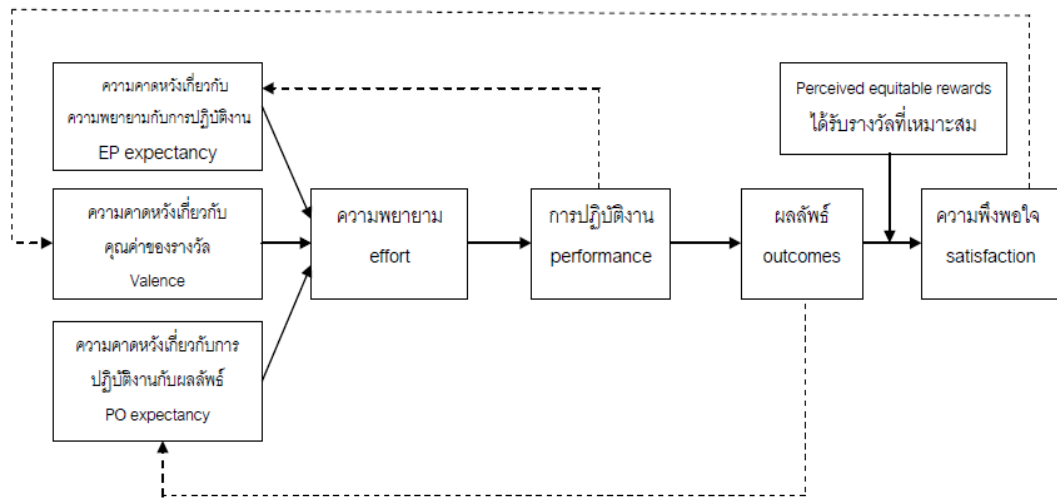 ความคาดหวังเกี่ยวกับ
ความพยายามกับการปฏิบัติงาน
EP expectancy
Perceived equitable rewards
ได้รับรางวัลที่เหมาะสม
ความคาดหวังเกี่ยวกับ
คุณค่าของรางวัล
Valence
ความพยายาม
effort
การปฏิบัติงาน
performance
ผลลัพธ์
outcomes
ความพึงพอใจ
satisfaction
ความคาดหวังเกี่ยวกับการ
ปฏิบัติงานกับผลลัพธ์
PO expectancy